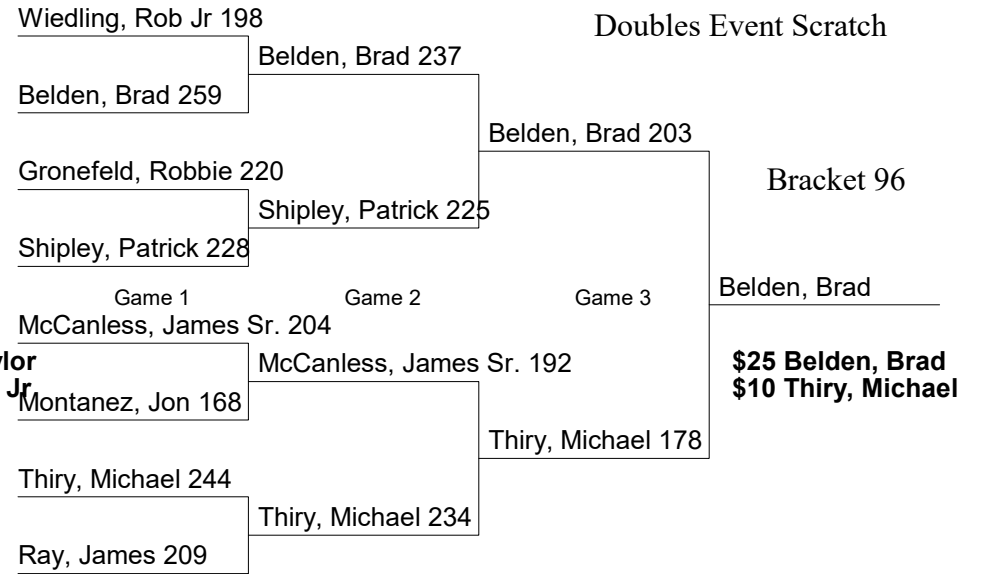 Wiedling, Rob Jr 198
Doubles Event Scratch
Belden, Brad 237
Belden, Brad 259
Belden, Brad 203
Gronefeld, Robbie 220
Bracket 96
Shipley, Patrick 225
Shipley, Patrick 228
Game 1 Game 2 Game 3
Belden, Brad
McCanless, James Sr. 204
ylor
McCanless, James Sr. 192
$25 Belden, Brad
Jr
$10 Thiry, Michael
Montanez, Jon 168
Thiry, Michael 178
Thiry, Michael 244
Thiry, Michael 234
Ray, James 209